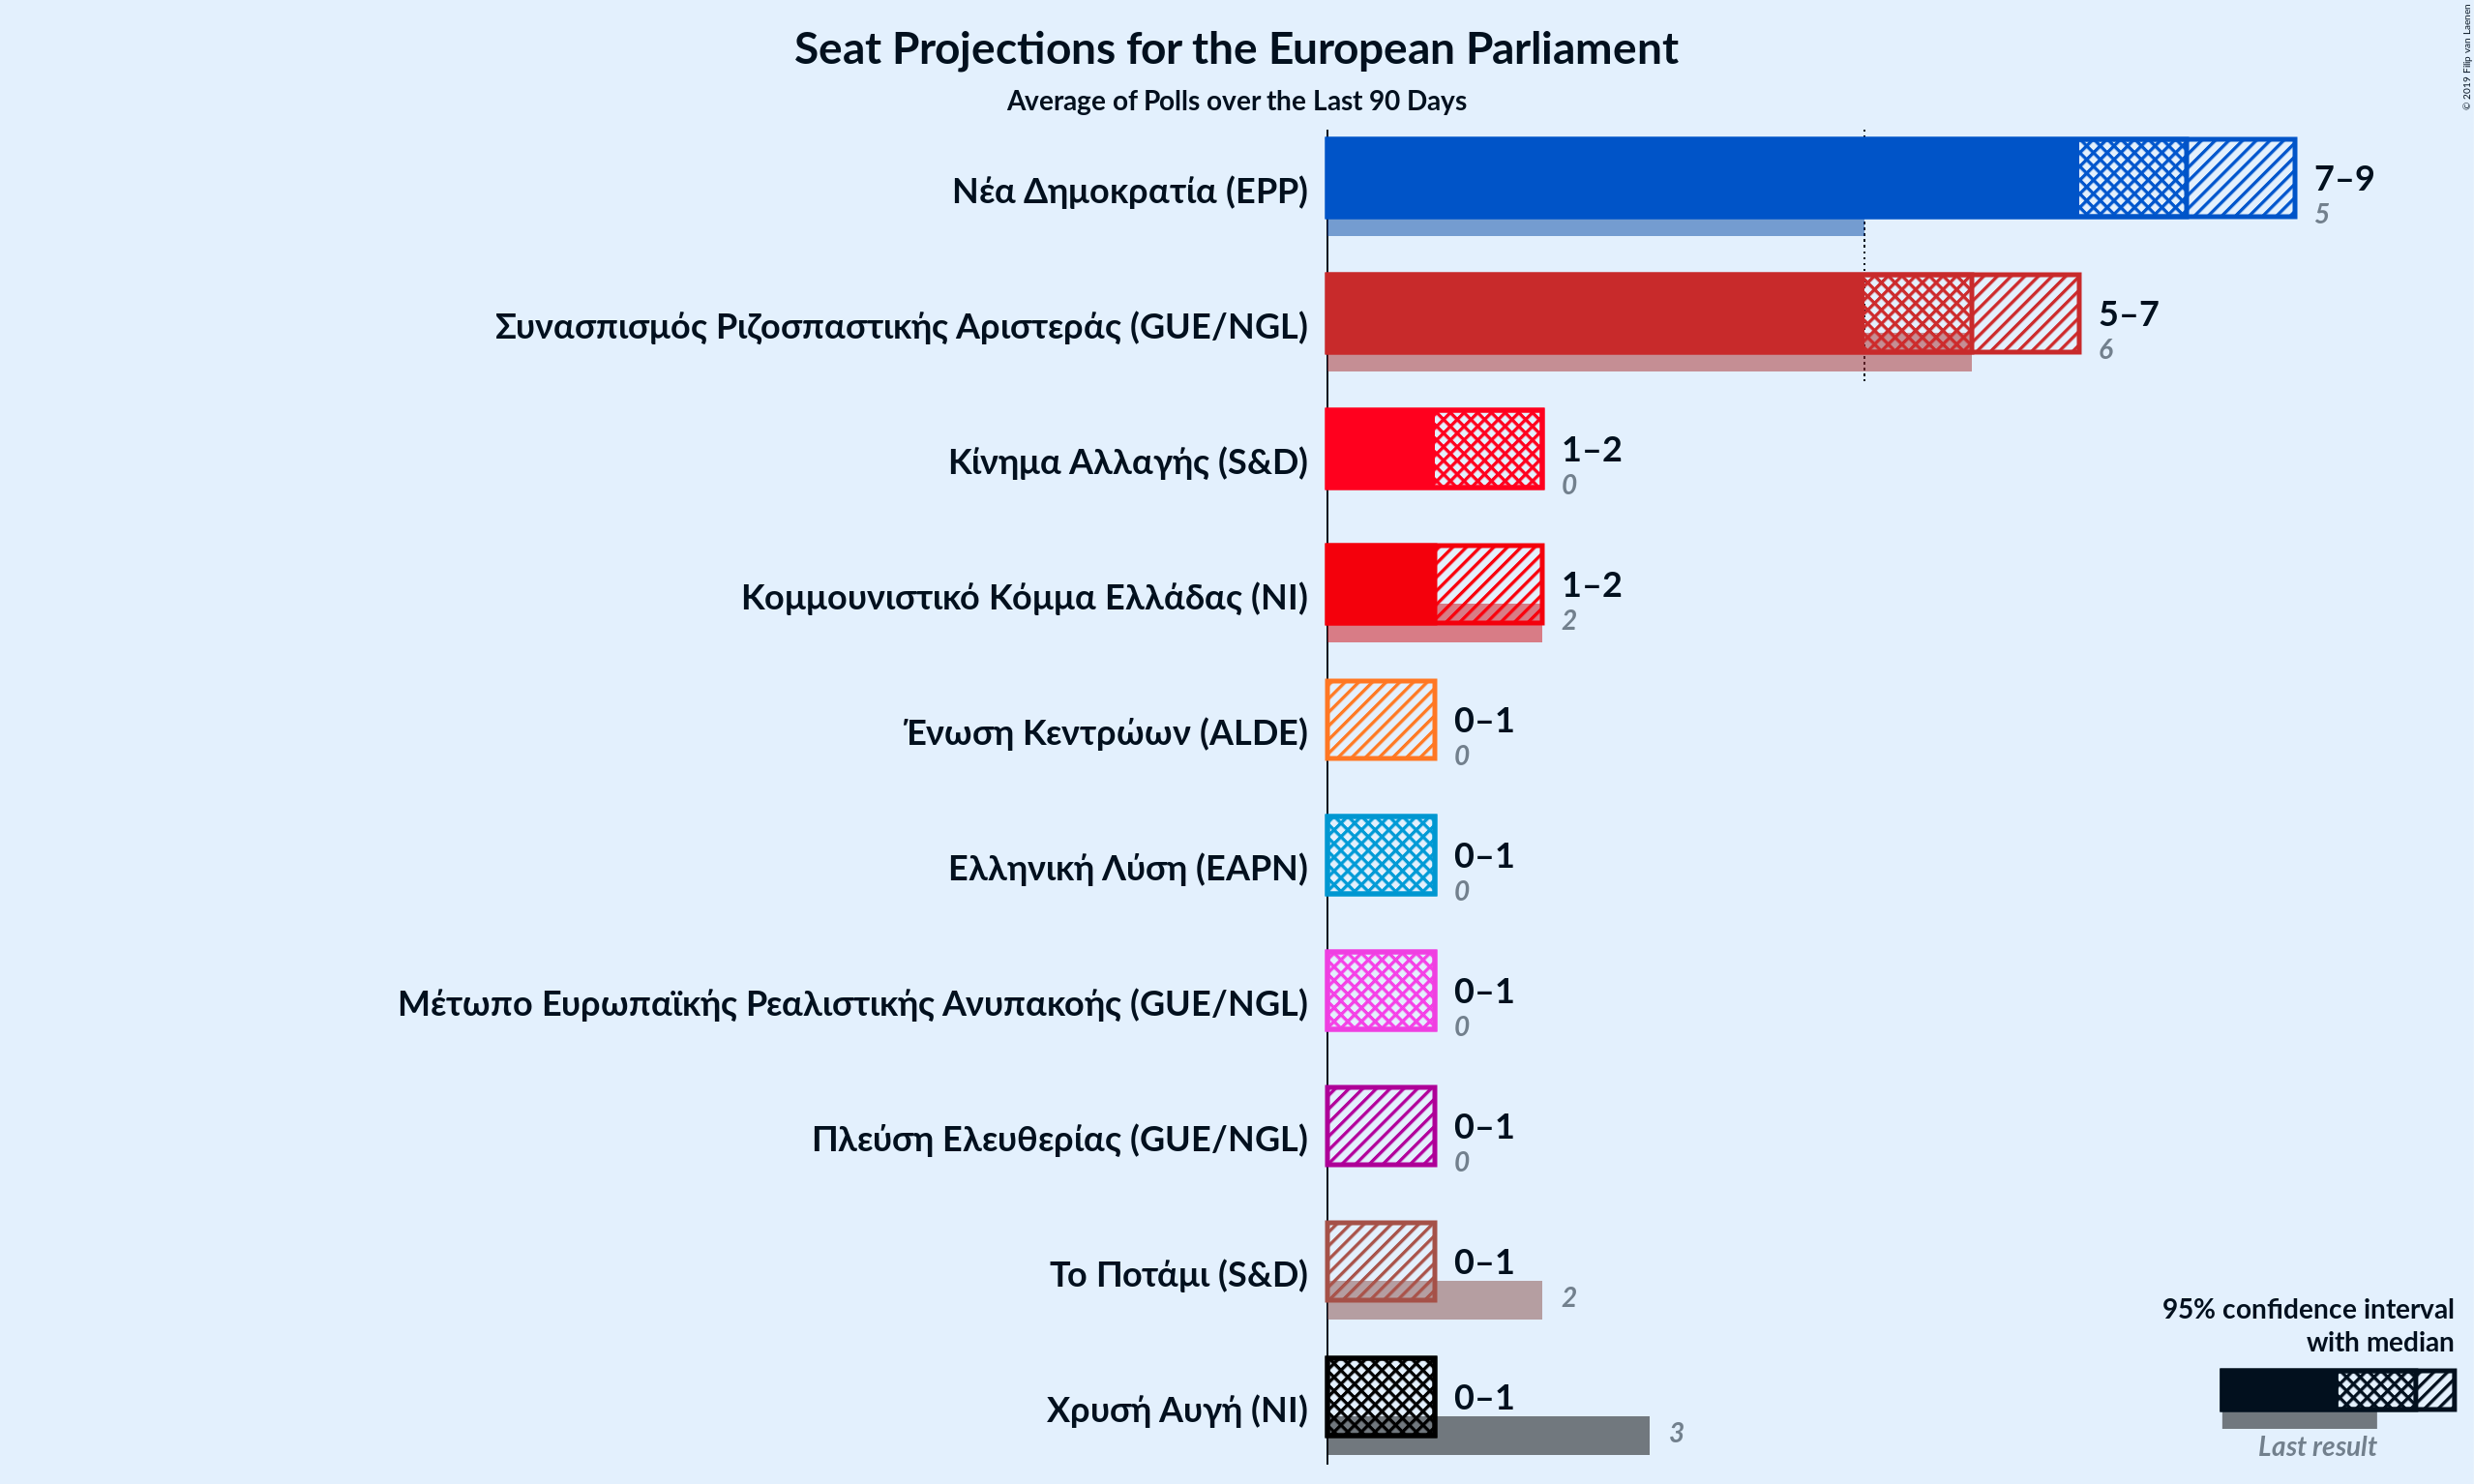 © 2019 Filip van Laenen
Seat Projections for the European Parliament
Average of Polls over the Last 90 Days
Νέα Δημοκρατία (EPP)
7–9
5
Συνασπισμός Ριζοσπαστικής Αριστεράς (GUE/NGL)
5–7
6
Κίνημα Αλλαγής (S&D)
1–2
0
Κομμουνιστικό Κόμμα Ελλάδας (NI)
1–2
2
Ένωση Κεντρώων (ALDE)
0–1
0
Ελληνική Λύση (EAPN)
0–1
0
Μέτωπο Ευρωπαϊκής Ρεαλιστικής Ανυπακοής (GUE/NGL)
0–1
0
Πλεύση Ελευθερίας (GUE/NGL)
0–1
0
Το Ποτάμι (S&D)
0–1
2
Χρυσή Αυγή (NI)
0–1
3
95% confidence interval
with median
Last result